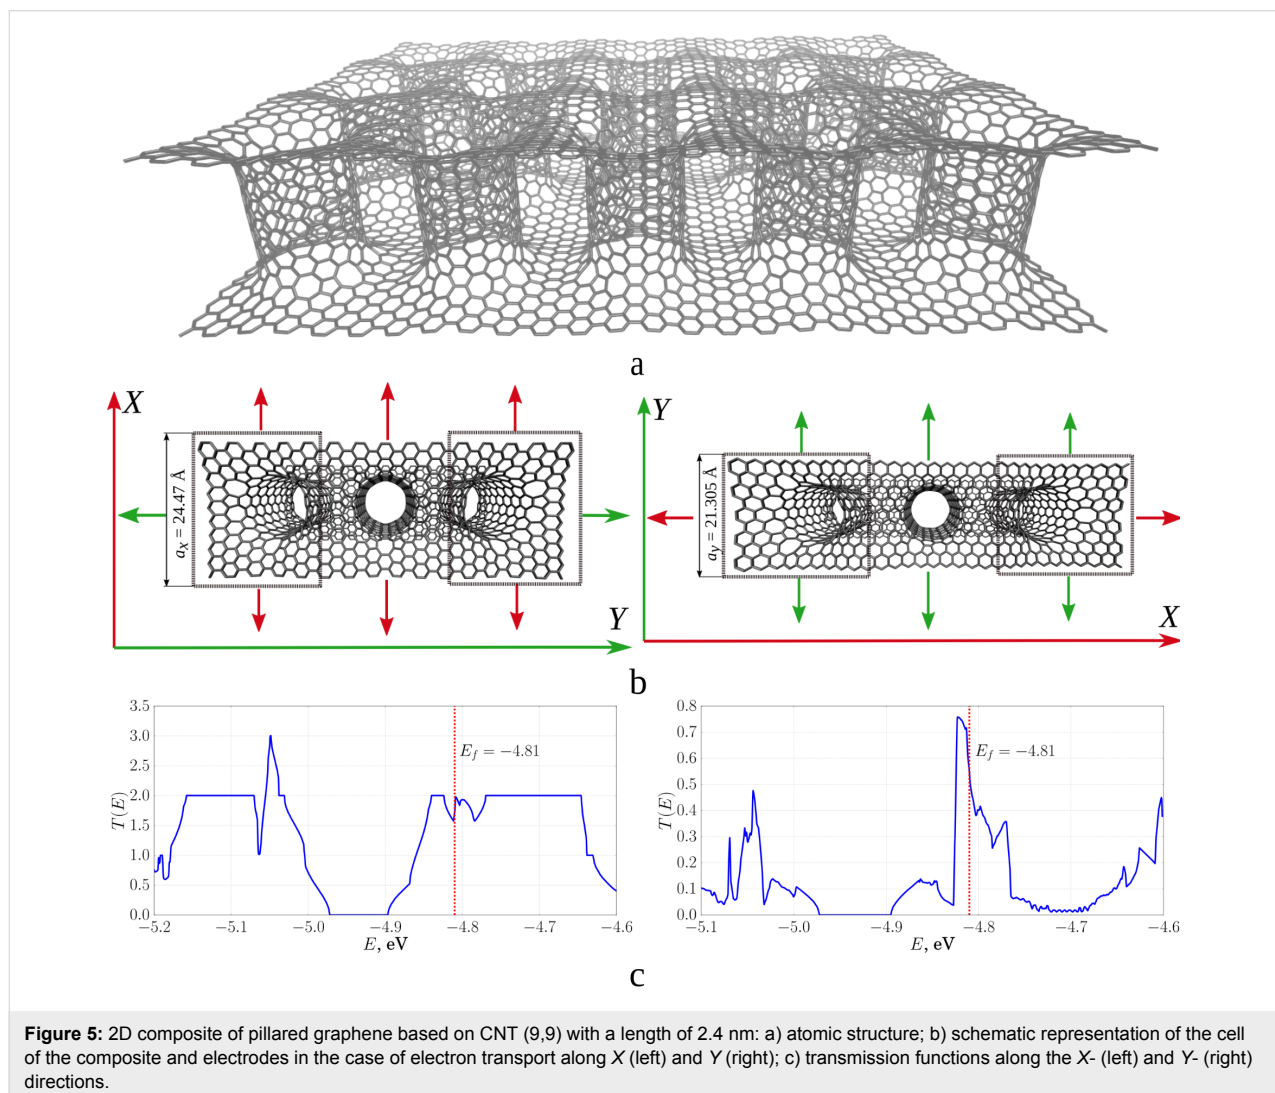 a
X
Y
a_X = 24.47 Å
Y
X
a_y = 21.305 Å
b
3.5
3.0
2.5
2.0
1.5
1.0
0.5
0.0
T(E)
E_f = −4.81
−5.2 −5.1 −5.0 −4.9 −4.8 −4.7 −4.6
E, eV
0.8
0.7
0.6
0.5
0.4
0.3
0.2
0.1
0.0
T(E)
E_f = −4.81
−5.1 −5.0 −4.9 −4.8 −4.7 −4.6
E, eV
c
Figure 5: 2D composite of pillared graphene based on CNT (9,9) with a length of 2.4 nm: a) atomic structure; b) schematic representation of the cell
of the composite and electrodes in the case of electron transport along X (left) and Y (right); c) transmission functions along the X- (left) and Y- (right)
directions.